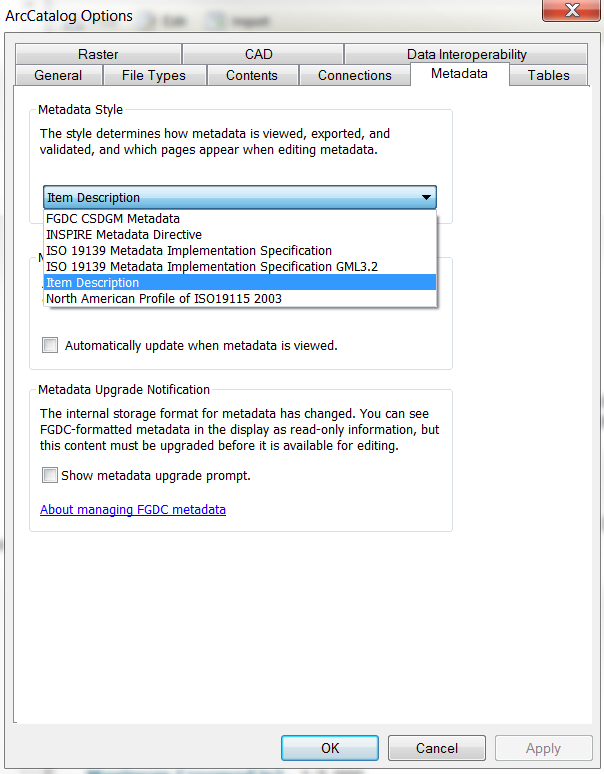 Edit Import
ArcCatalog Options
Raster CAD Data Interoperability
General File Types Contents Connections Metadata Tables
Metadata Style
The style determines how metadata is viewed, exported, and
validated, and which pages appear when editing metadata.
Item Description
FGDC CSDGM Metadata
INSPIRE Metadata Directive
ISO 19139 Metadata Implementation Specification
ISO 19139 Metadata Implementation Specification GML3.2
Item Description
North American Profile of ISO19115 2003
Automatically update when metadata is viewed.
Metadata Upgrade Notification
The internal storage format for metadata has changed. You can see
FGDC-formatted metadata in the display as read-only information, but
this content must be upgraded before it is available for editing.
Show metadata upgrade prompt.
About managing FGDC metadata
OK Cancel Apply